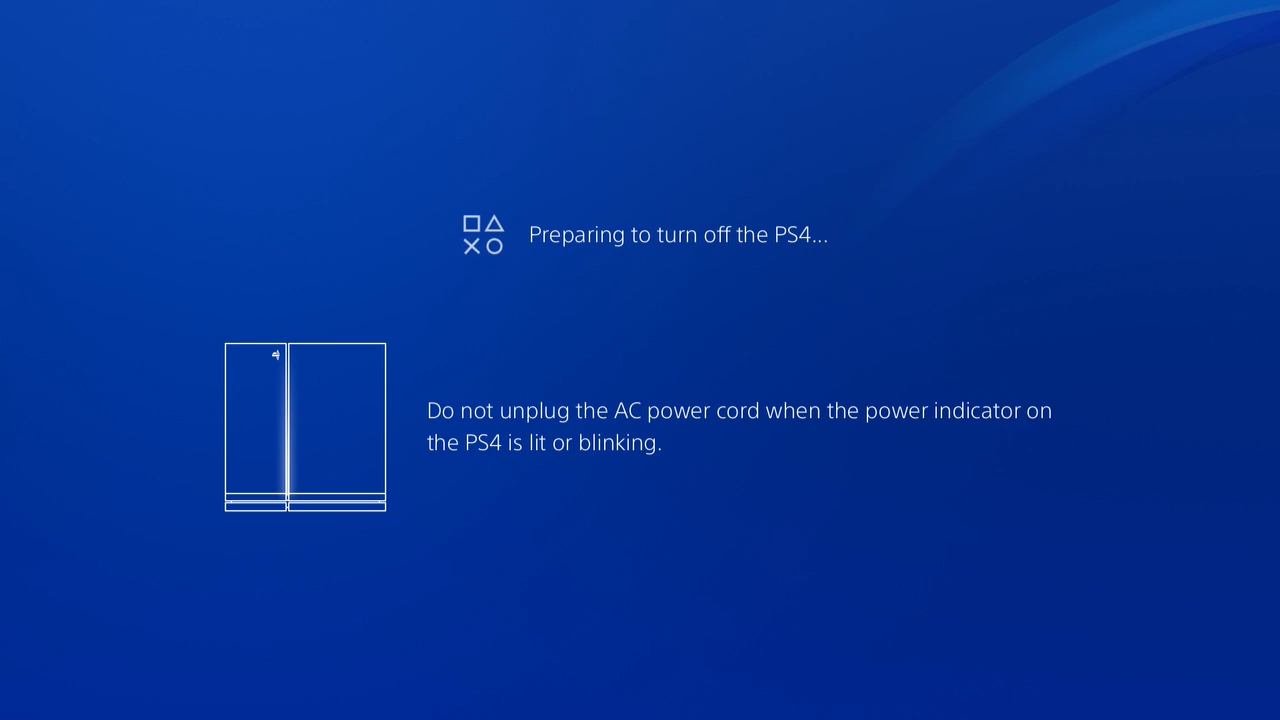 Preparing to turn off the PS4...
Do not unplug the AC power cord when the power indicator on
the PS4 is lit or blinking.